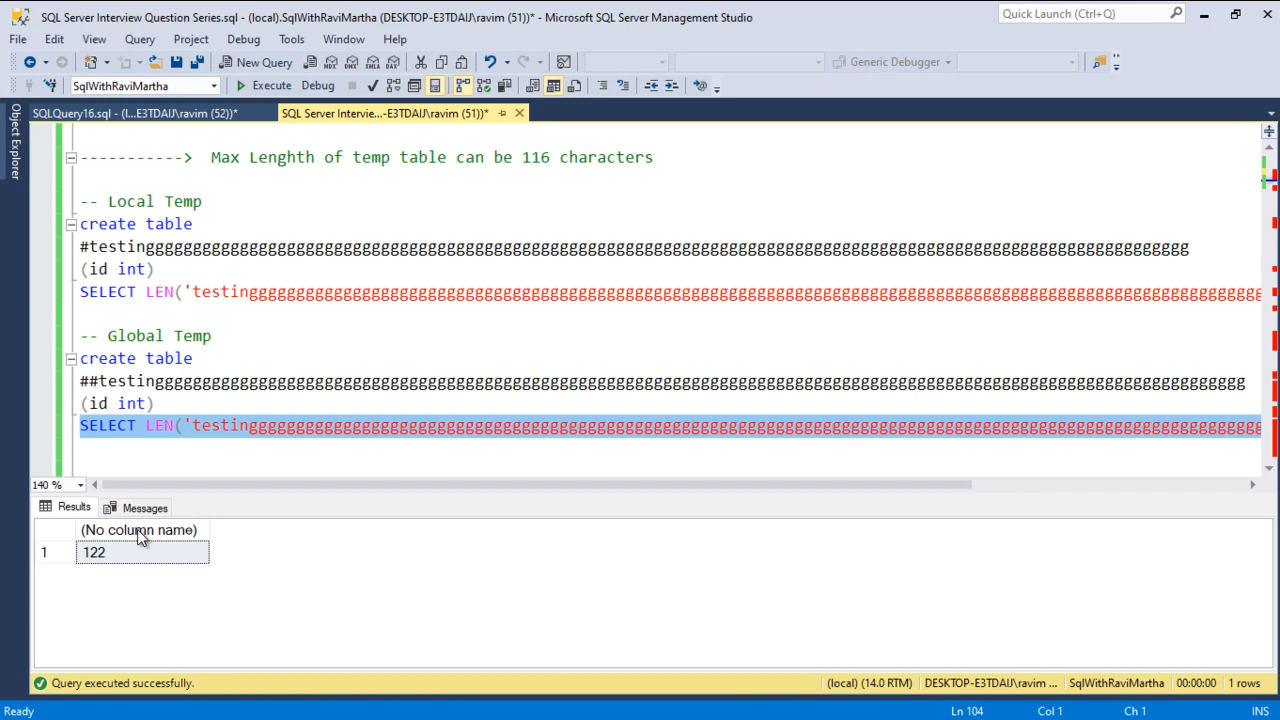 SQL Server Interview Question Series.sql - (local).SqlWithRaviMartha (DESKTOP-E3TDAIJ\ravim (51))* - Microsoft SQL Server Management Studio
Quick Launch (Ctrl+Q)
File Edit View Query Project Debug Tools Window Help
New Query
Generic Debugger
SqlWithRaviMartha
Execute Debug
SQLQuery16.sql - (l...E3TDAIJ\ravim (52))*
SQL Server Intervie...-E3TDAIJ\ravim (51))*
Object Explorer
-----------> Max Lenghth of temp table can be 116 characters
-- Local Temp
create table
(id int)
SELECT LEN(
-- Global Temp
create table
(id int)
SELECT LEN(
140 %
Results Messages
(No column name)
1 122
Query executed successfully.
(local) (14.0 RTM) DESKTOP-E3TDAIJ\ravim ... SqlWithRaviMartha 00:00:00 1 rows
Ready Ln 104 Col 1 Ch 1 INS